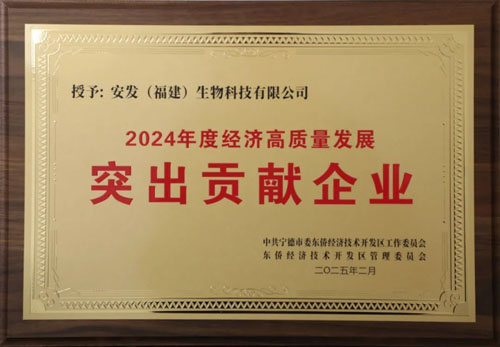 授予: 安发（福建）生物科技有限公司
2024年度经济高质量发展
突出贡献企业
中共宁德市委东侨经济技术开发区工作委员会
东侨经济技术开发区管理委员会
二〇二五年二月